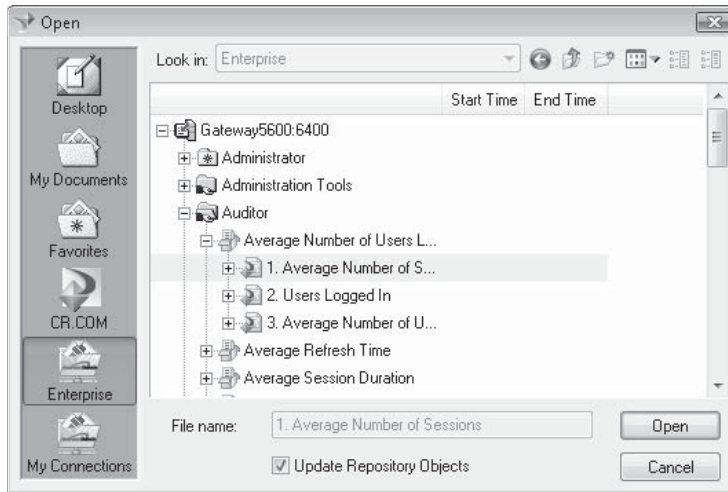 Open
Look in: Enterprise
Desktop
My Documents
Favorites
CR.COM
Enterprise
My Connections
Start Time End Time
Gateway5600:6400
Administrator
Administration Tools
Auditor
Average Number of Users L...
1. Average Number of S...
2. Users Logged In
3. Average Number of U...
Average Refresh Time
Average Session Duration
File name: 1. Average Number of Sessions
Open
Update Repository Objects
Cancel